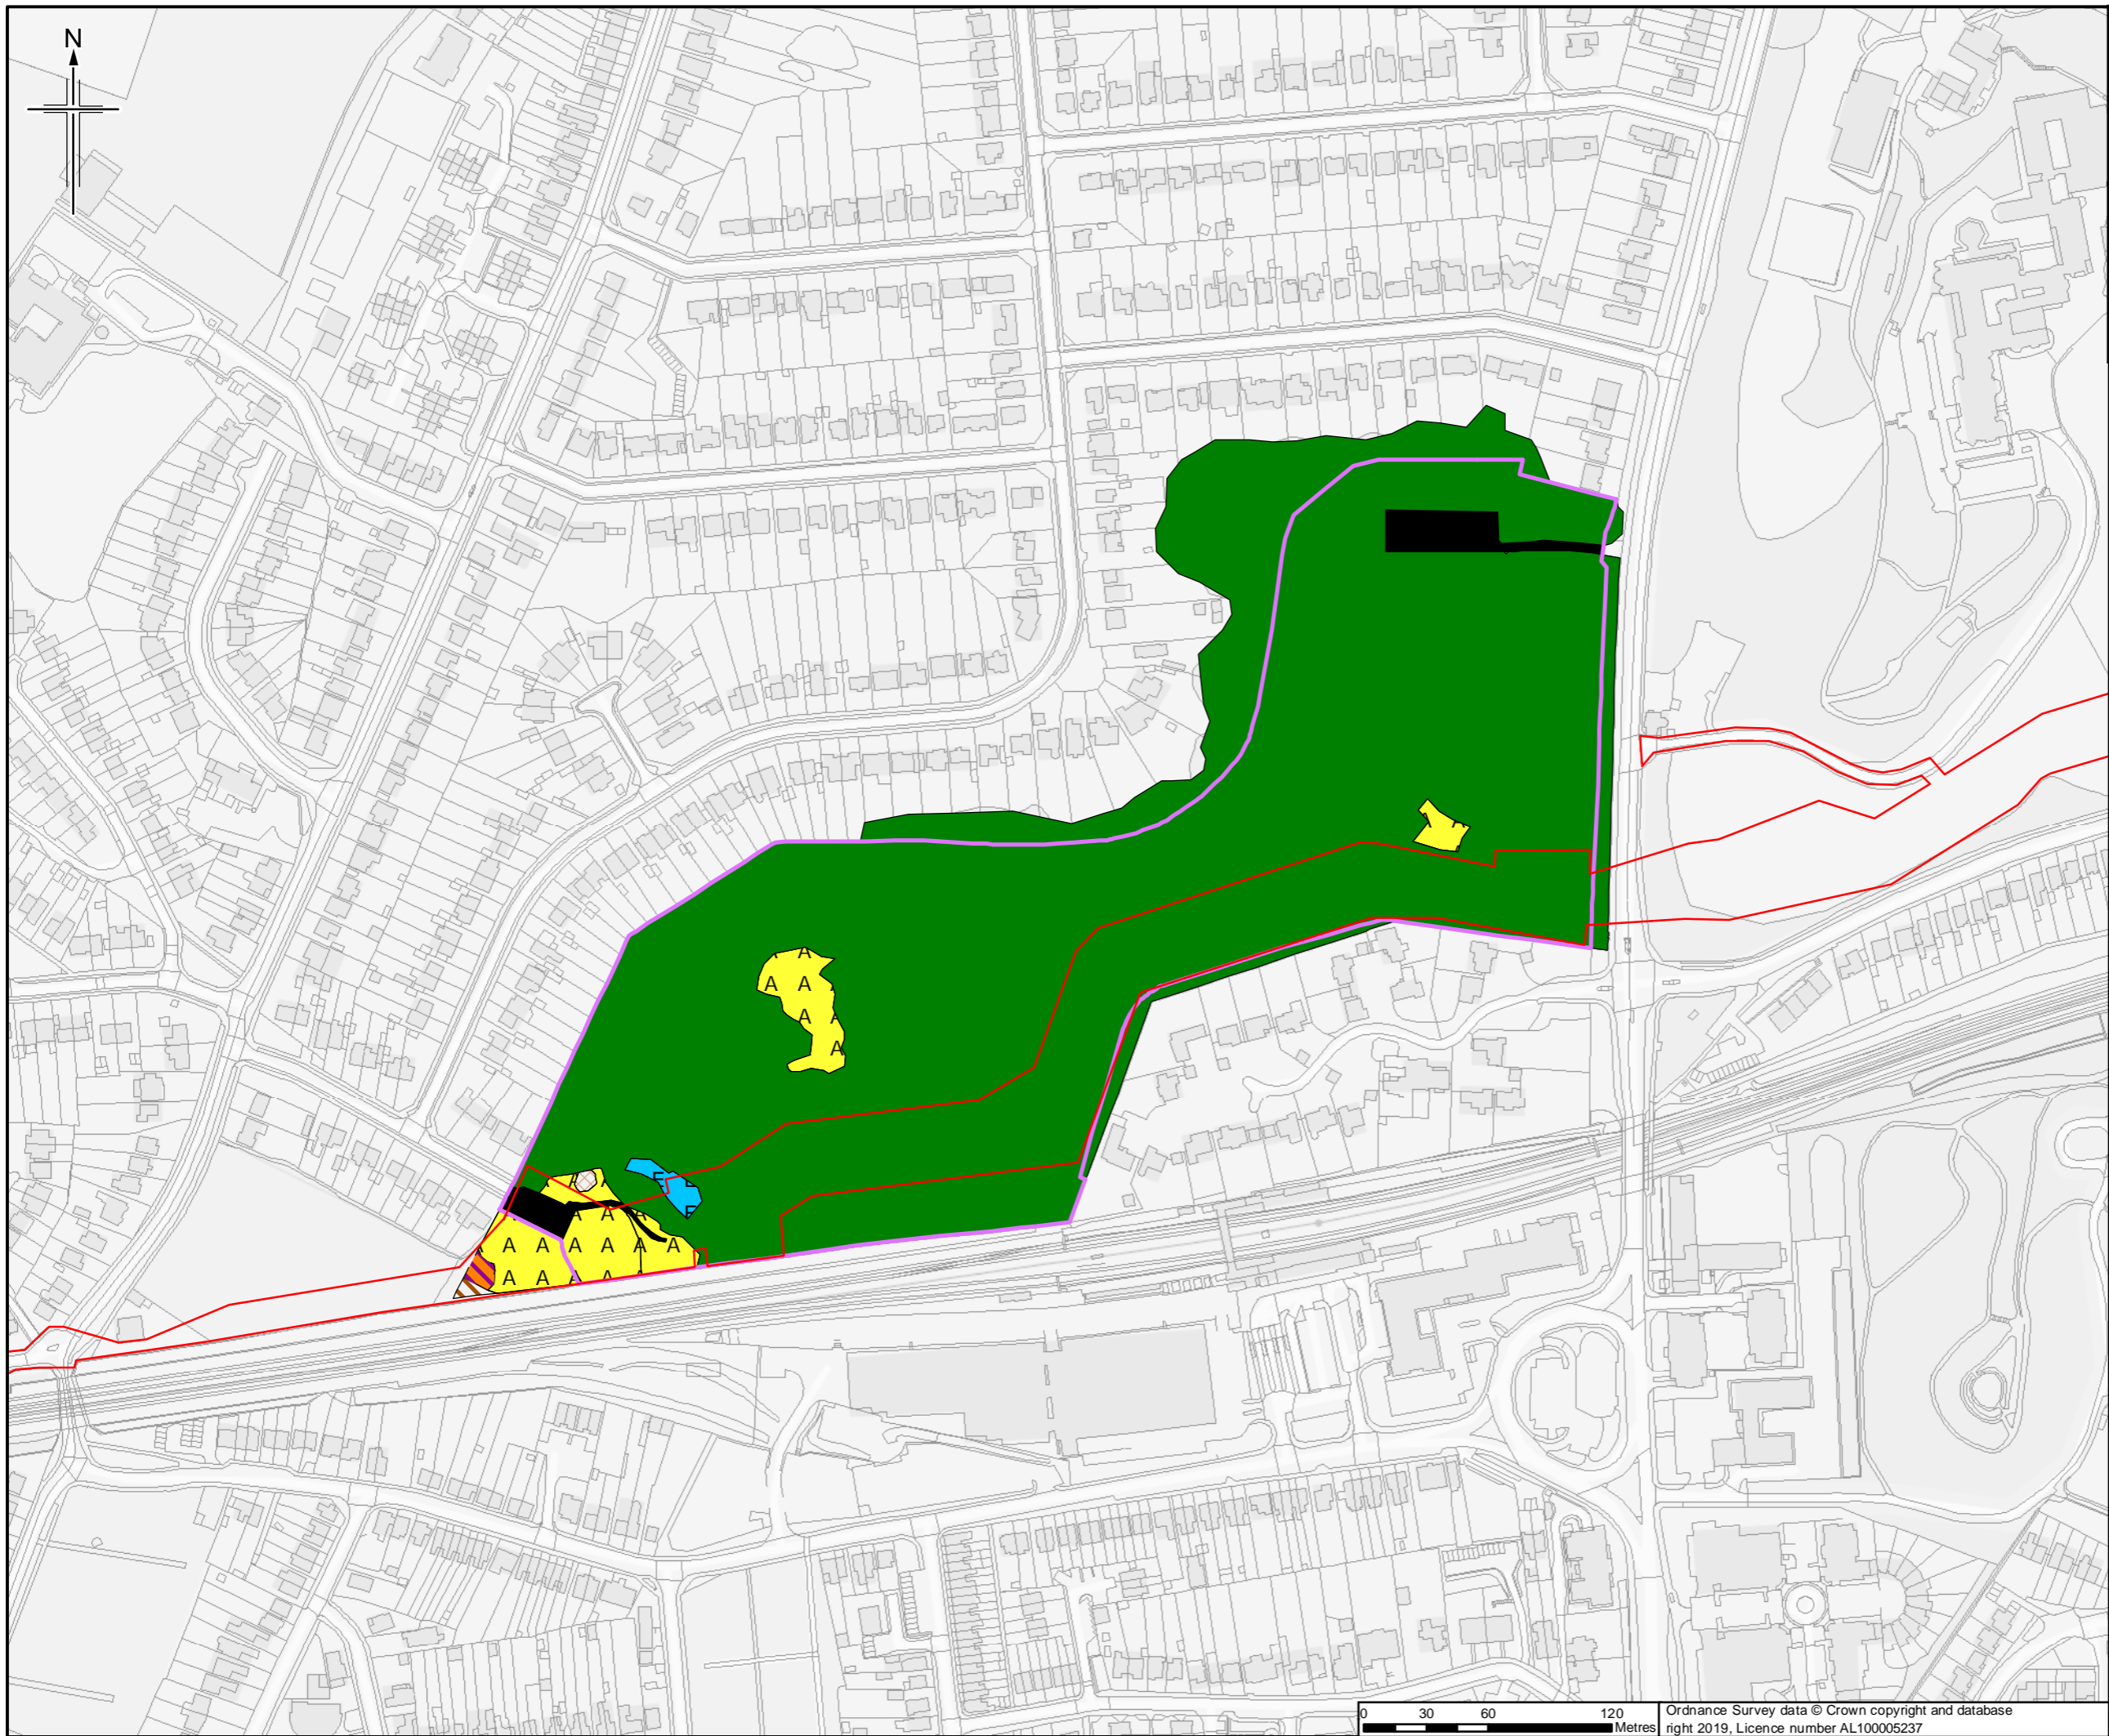 N
A
A A
A A
A
A A
E E
A A A A
E
A A A A A A
A A A A
0 30 60 120
Metres
Ordnance Survey data © Crown copyright and database
right 2019, Licence number AL100005237